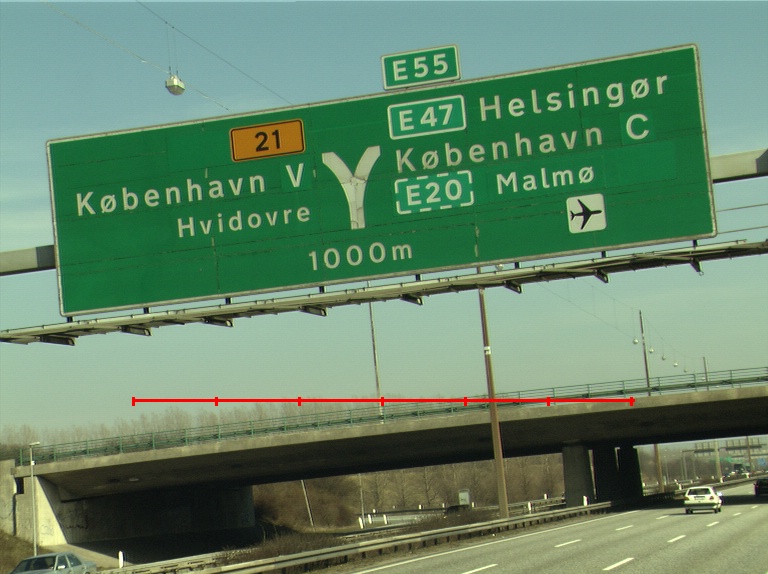 E55
21
København V
Hvidovre
E47 Helsingør
København C
E20 Malmø
1000m